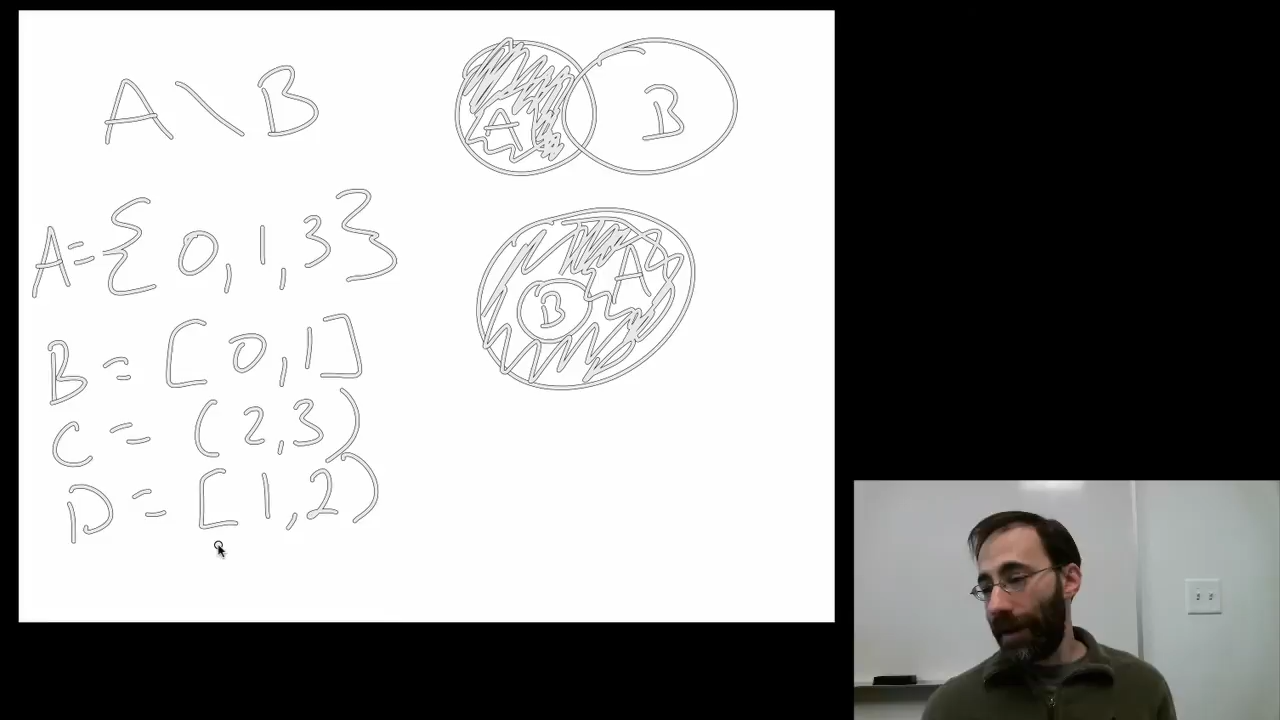 A \ B
A = { 0, 1, 3 }
B = [ 0, 1 ]
C = ( 2, 3 )
D = [ 1, 2 )
A B
A
B